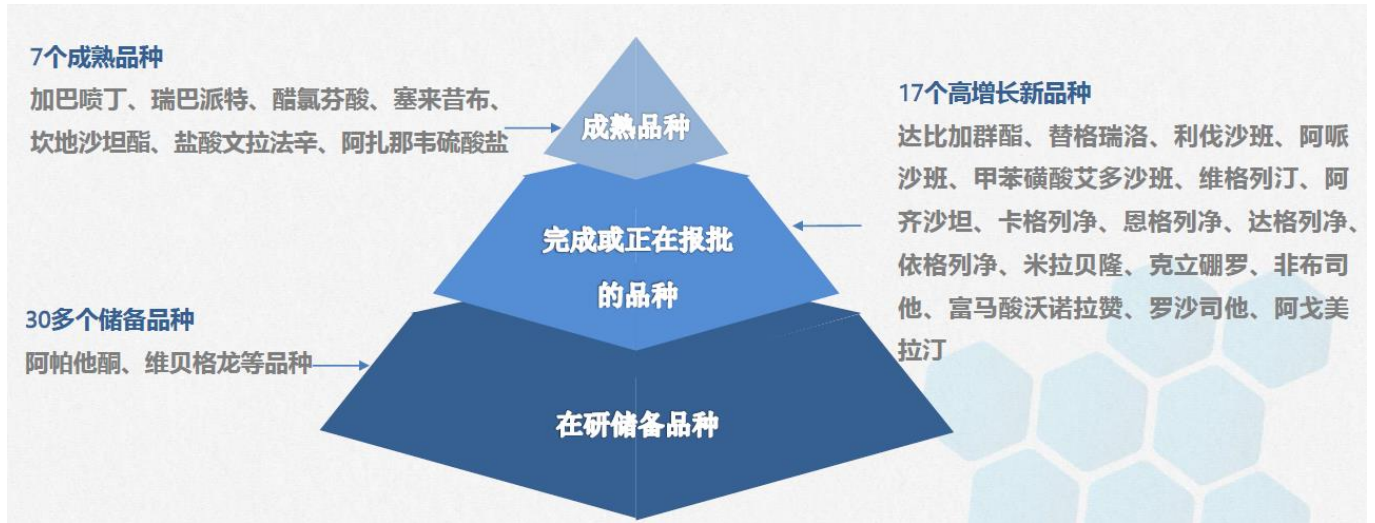 7个成熟品种
加巴喷丁、瑞巴派特、醋氯芬酸、塞来昔布、
坎地沙坦酯、盐酸文拉法辛、阿扎那韦硫酸盐
成熟品种
17个高增长新品种
达比加群酯、替格瑞洛、利伐沙班、阿哌
沙班、甲苯磺酸艾多沙班、维格列汀、阿
齐沙坦、卡格列净、恩格列净、达格列净、
依格列净、米拉贝隆、克立硼罗、非布司
他、富马酸沃诺拉赞、罗沙司他、阿戈美
拉汀
完成或正在报批
的品种
30多个储备品种
阿帕他酮、维贝格龙等品种
在研储备品种